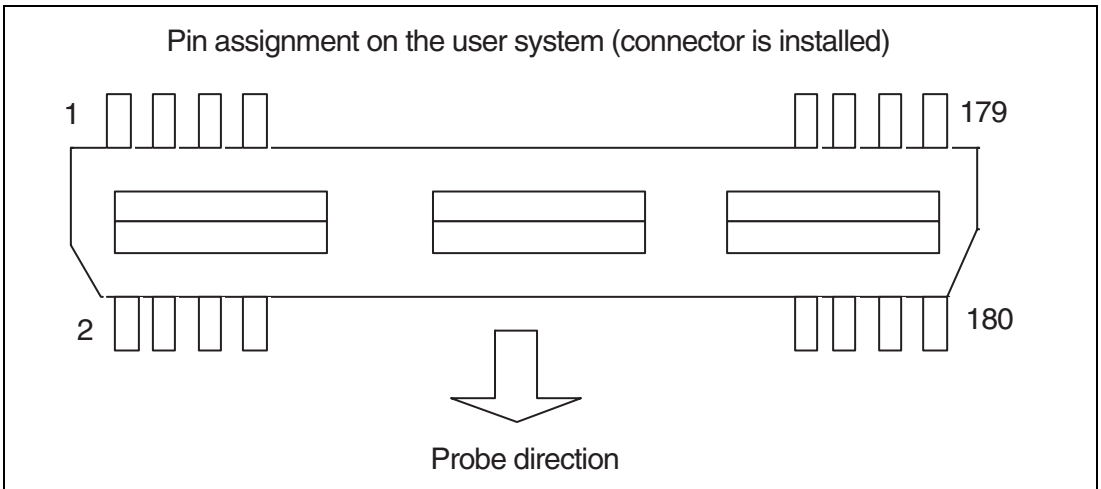 Pin assignment on the user system (connector is installed)
1
179
2
180
Probe direction